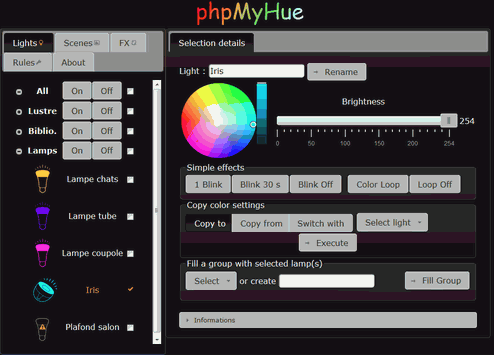 phpMyHue
Lights Scenes FX
Rules About
All On Off
Lustre On Off
Biblio. On Off
Lamps On Off
Lampe chats
Lampe tube
Lampe coupole
Iris
Plafond salon
Selection details
Light : Iris → Rename
Brightness
254
0 50 100 150 200 254
Simple effects
1 Blink Blink 30 s Blink Off Color Loop Loop Off
Copy color settings
Copy to Copy from Switch with Select light
→ Execute
Fill a group with selected lamp(s)
Select or create → Fill Group
Informations